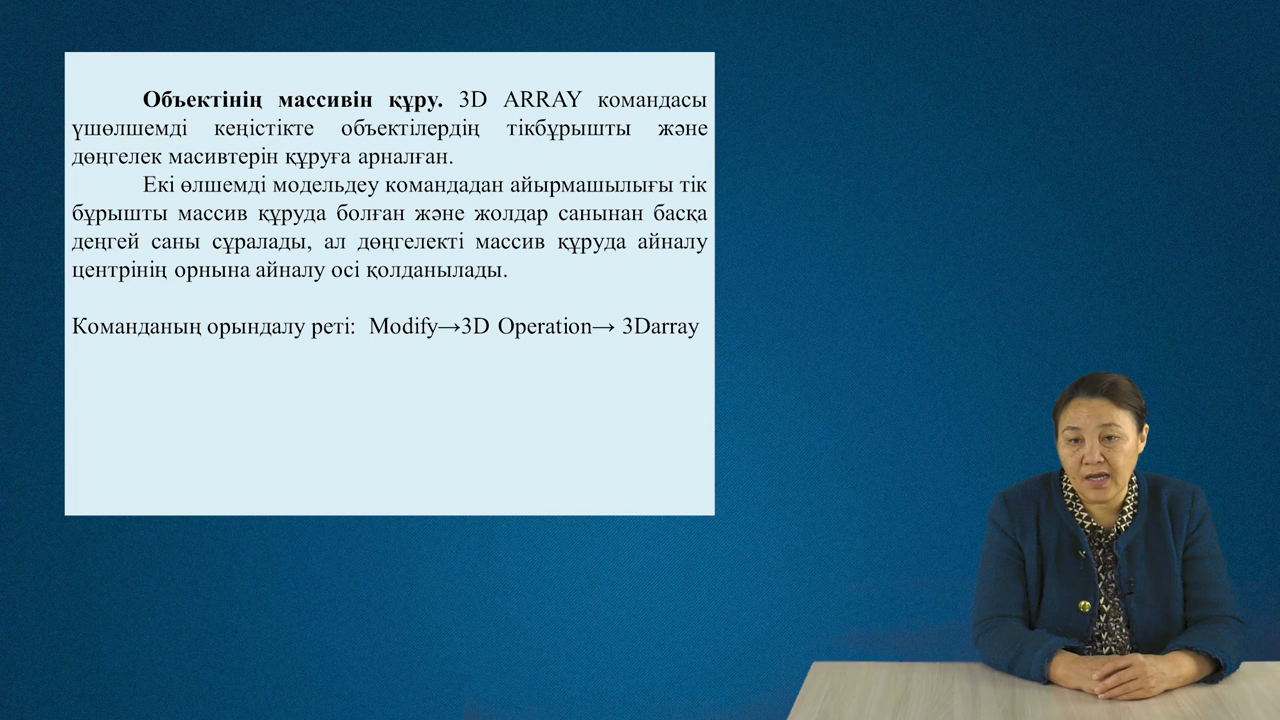 Объектінің массивін құру. 3D ARRAY командасы
үшөлшемді кеңістікте объектілердің тікбұрышты және
дөңгелек масивтерін құруға арналған.
Екі өлшемді модельдеу командадан айырмашылығы тік
бұрышты массив құруда болған және жолдар санынан басқа
деңгей саны сұралады, ал дөңгелекті массив құруда айналу
центрінің орнына айналу осі қолданылады.
Команданың орындалу реті: Modify→3D Operation→ 3Darray